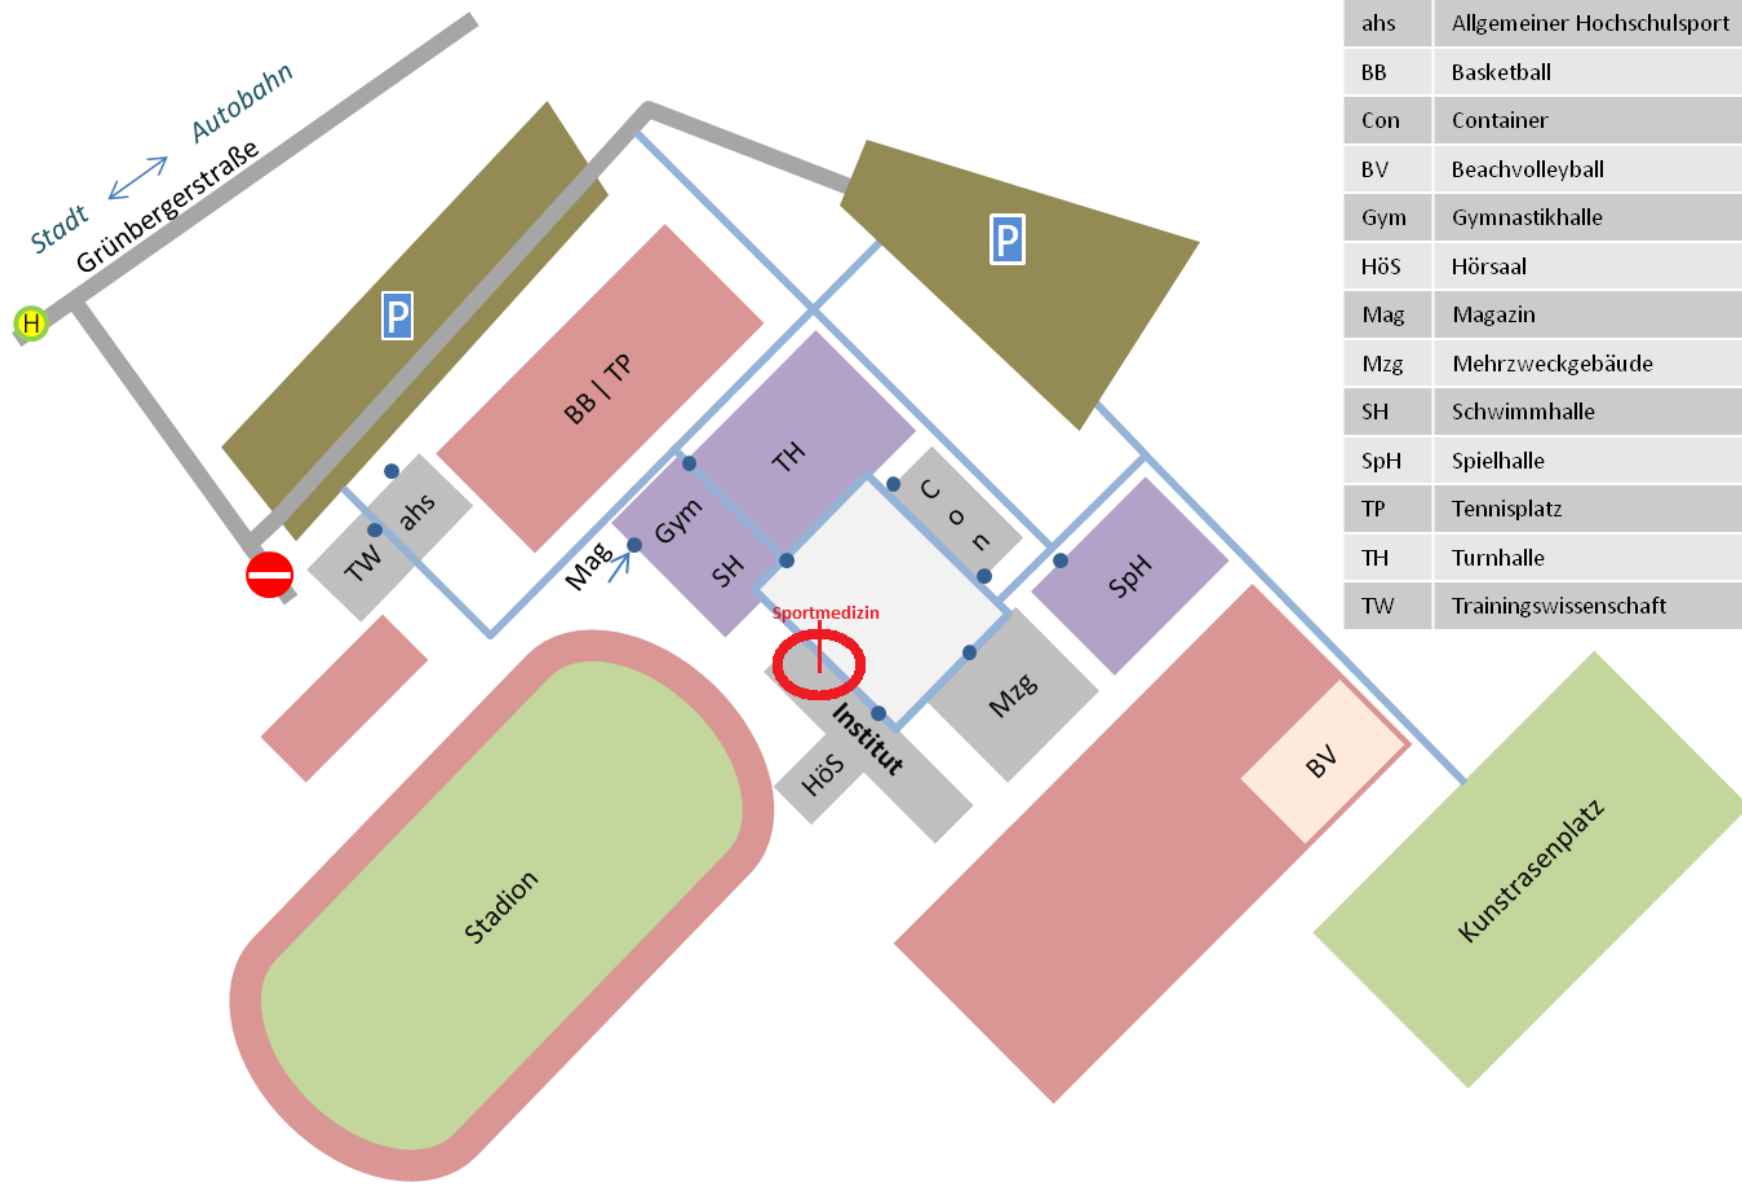 Autobahn
Stadt
Grünbergerstraße
H
P
P
BB | TP
TH
Con
ahs
TW
Gym
SH
Mag
SpH
Sportmedizin
Mzg
Institut
HöS
BV
Stadion
Kunstrasenplatz
ahs Allgemeiner Hochschulsport
BB Basketball
Con Container
BV Beachvolleyball
Gym Gymnastikhalle
HöS Hörsaal
Mag Magazin
Mzg Mehrzweckgebäude
SH Schwimmhalle
SpH Spielhalle
TP Tennisplatz
TH Turnhalle
TW Trainingswissenschaft